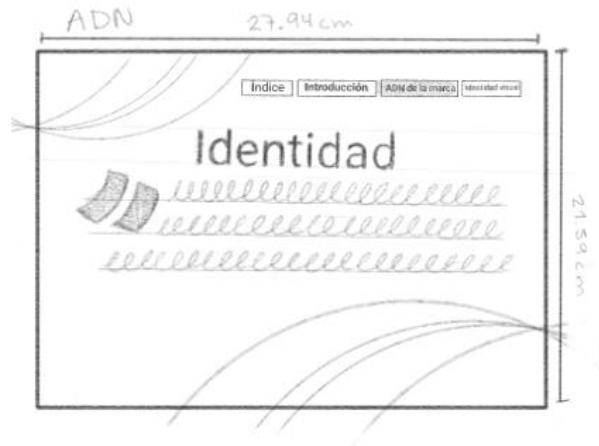 ADN
27.94cm
Índice
Introducción
ADN de la marca
Identidad visual
Identidad
21.59cm